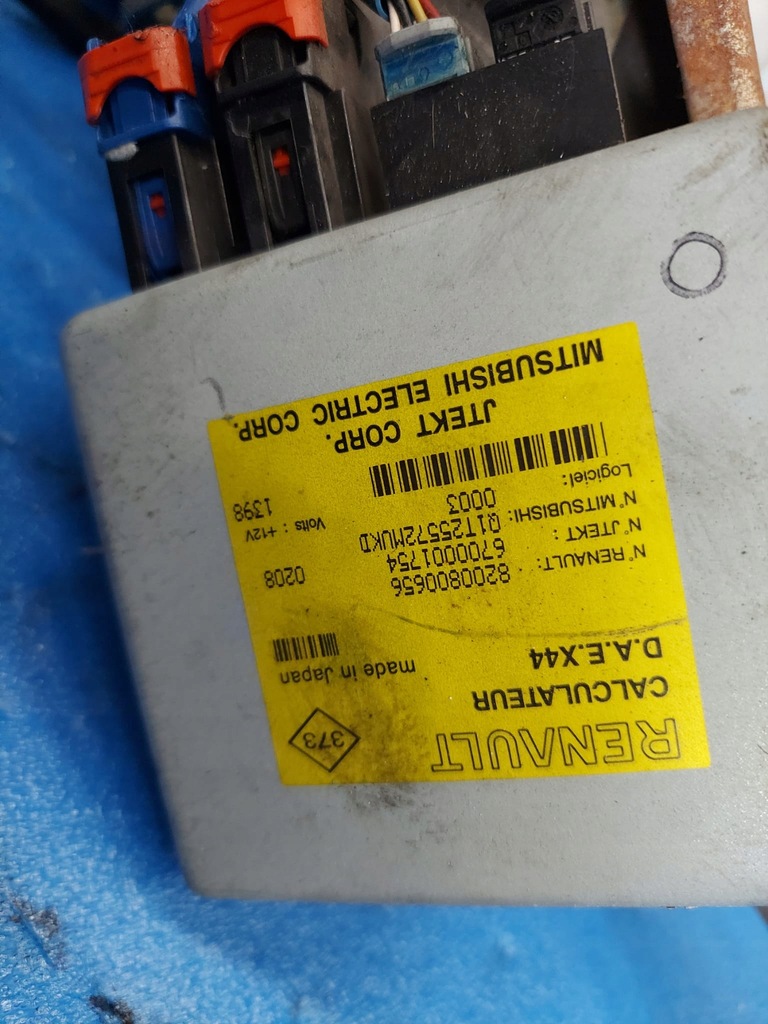 RENAULT
373
CALCULATEUR
made in Japan
D.A.E.X44
N° RENAULT: 8200800656 0208
N° JTEKT : 6700001754
N° MITSUBISHI: Q1T25572MUKD Volts : +12V
Logiciel: 0003 1398
JTEKT CORP.
MITSUBISHI ELECTRIC CORP.